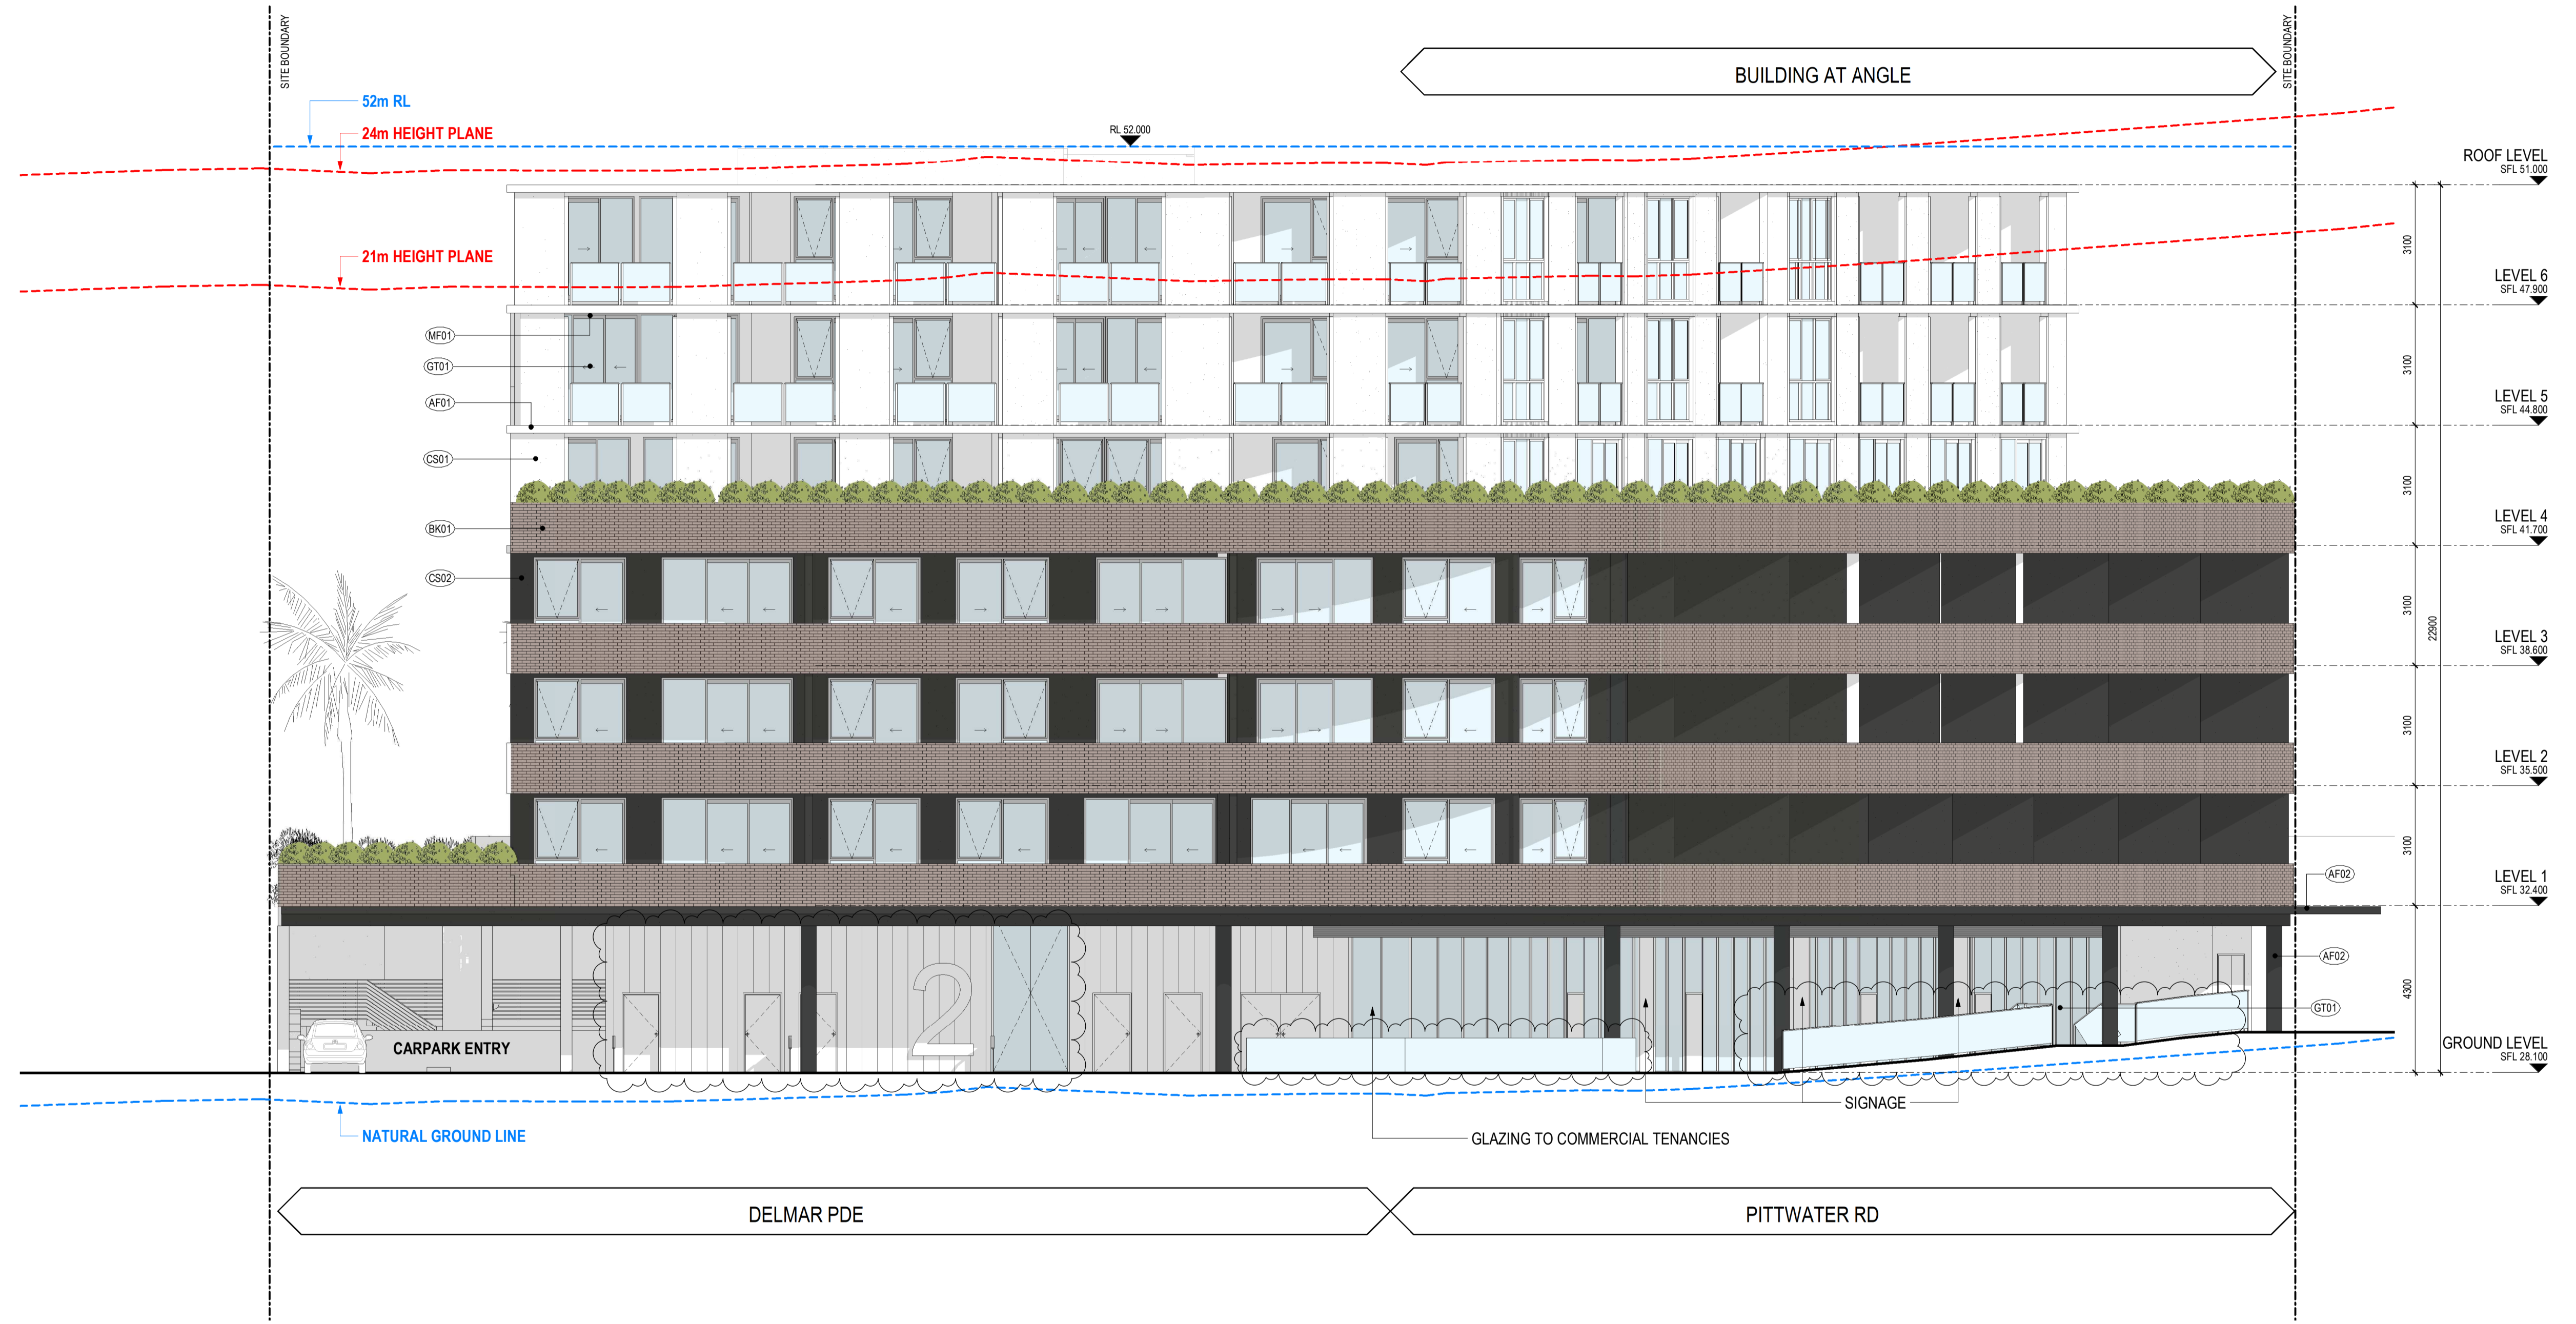 SITE BOUNDARY
SITE BOUNDARY
BUILDING AT ANGLE
52m RL
24m HEIGHT PLANE
RL 52.000
ROOF LEVEL
SFL 51.000
3100
21m HEIGHT PLANE
LEVEL 6
SFL 47.900
MF01
GT01
3100
AF01
LEVEL 5
SFL 44.800
CS01
3100
BK01
LEVEL 4
SFL 41.700
CS02
3100
22900
LEVEL 3
SFL 38.600
3100
LEVEL 2
SFL 35.500
3100
LEVEL 1
SFL 32.400
AF02
AF02
4300
2
GT01
CARPARK ENTRY
GROUND LEVEL
SFL 28.100
SIGNAGE
NATURAL GROUND LINE
GLAZING TO COMMERCIAL TENANCIES
DELMAR PDE
PITTWATER RD